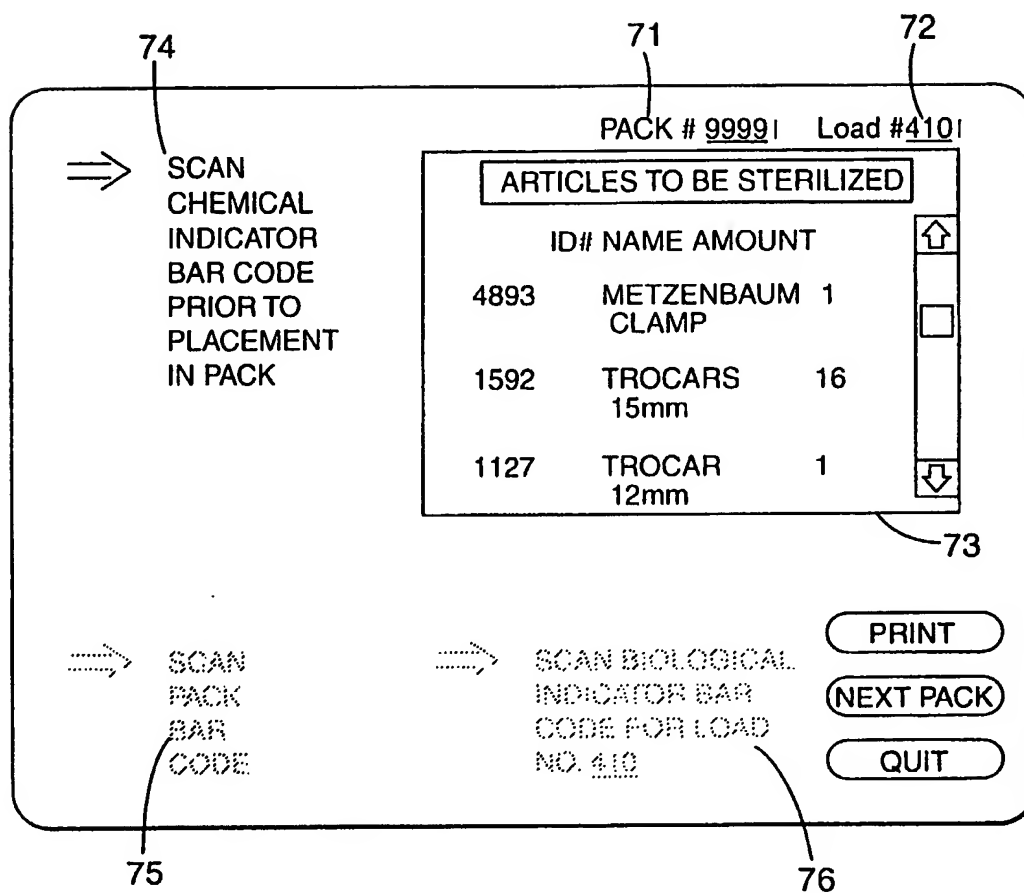 71
72
74
PACK # 9999 Load #410
SCAN
CHEMICAL
INDICATOR
BAR CODE
PRIOR TO
PLACEMENT
IN PACK
ARTICLES TO BE STERILIZED
ID# NAME AMOUNT
4893 METZENBAUM 1
CLAMP
1592 TROCARS 16
15mm
1127 TROCAR 1
12mm
73
SCAN
PACK
BAR
CODE
SCAN BIOLOGICAL
INDICATOR BAR
CODE FOR LOAD
NO. 410
PRINT
NEXT PACK
QUIT
75
76